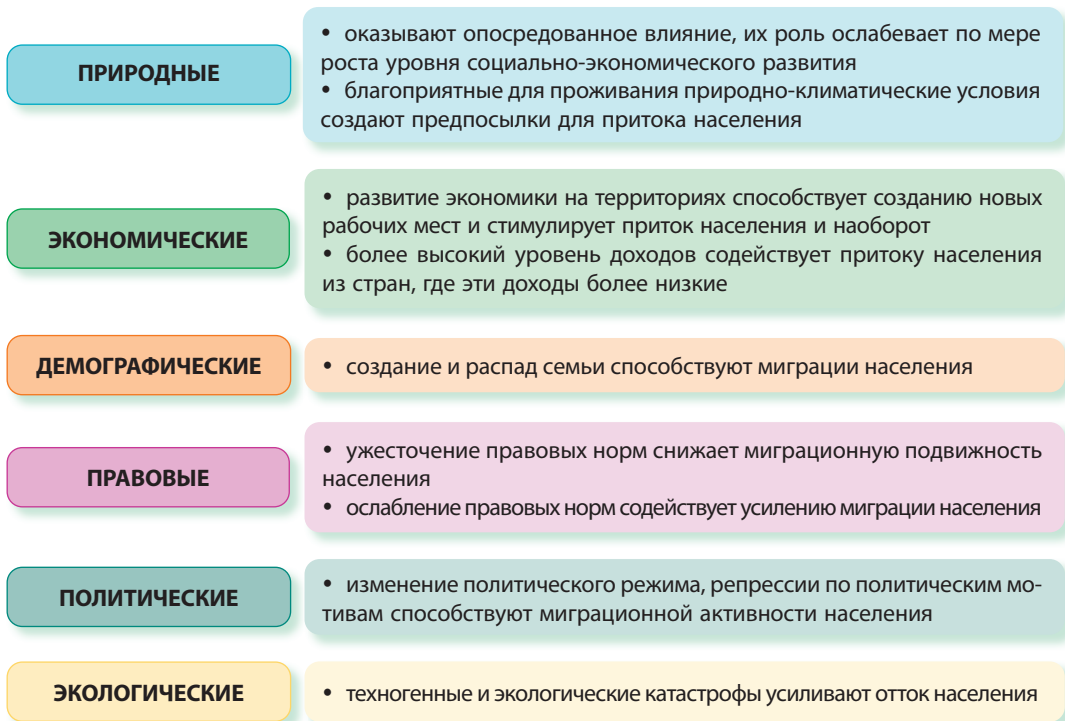 ПРИРОДНЫЕ
• оказывают опосредованное влияние, их роль ослабевает по мере
роста уровня социально-экономического развития
• благоприятные для проживания природно-климатические условия
создают предпосылки для притока населения
ЭКОНОМИЧЕСКИЕ
• развитие экономики на территориях способствует созданию новых
рабочих мест и стимулирует приток населения и наоборот
• более высокий уровень доходов содействует притоку населения
из стран, где эти доходы более низкие
ДЕМОГРАФИЧЕСКИЕ
• создание и распад семьи способствуют миграции населения
ПРАВОВЫЕ
• ужесточение правовых норм снижает миграционную подвижность
населения
• ослабление правовых норм содействует усилению миграции населения
ПОЛИТИЧЕСКИЕ
• изменение политического режима, репрессии по политическим мо-
тивам способствуют миграционной активности населения
ЭКОЛОГИЧЕСКИЕ
• техногенные и экологические катастрофы усиливают отток населения